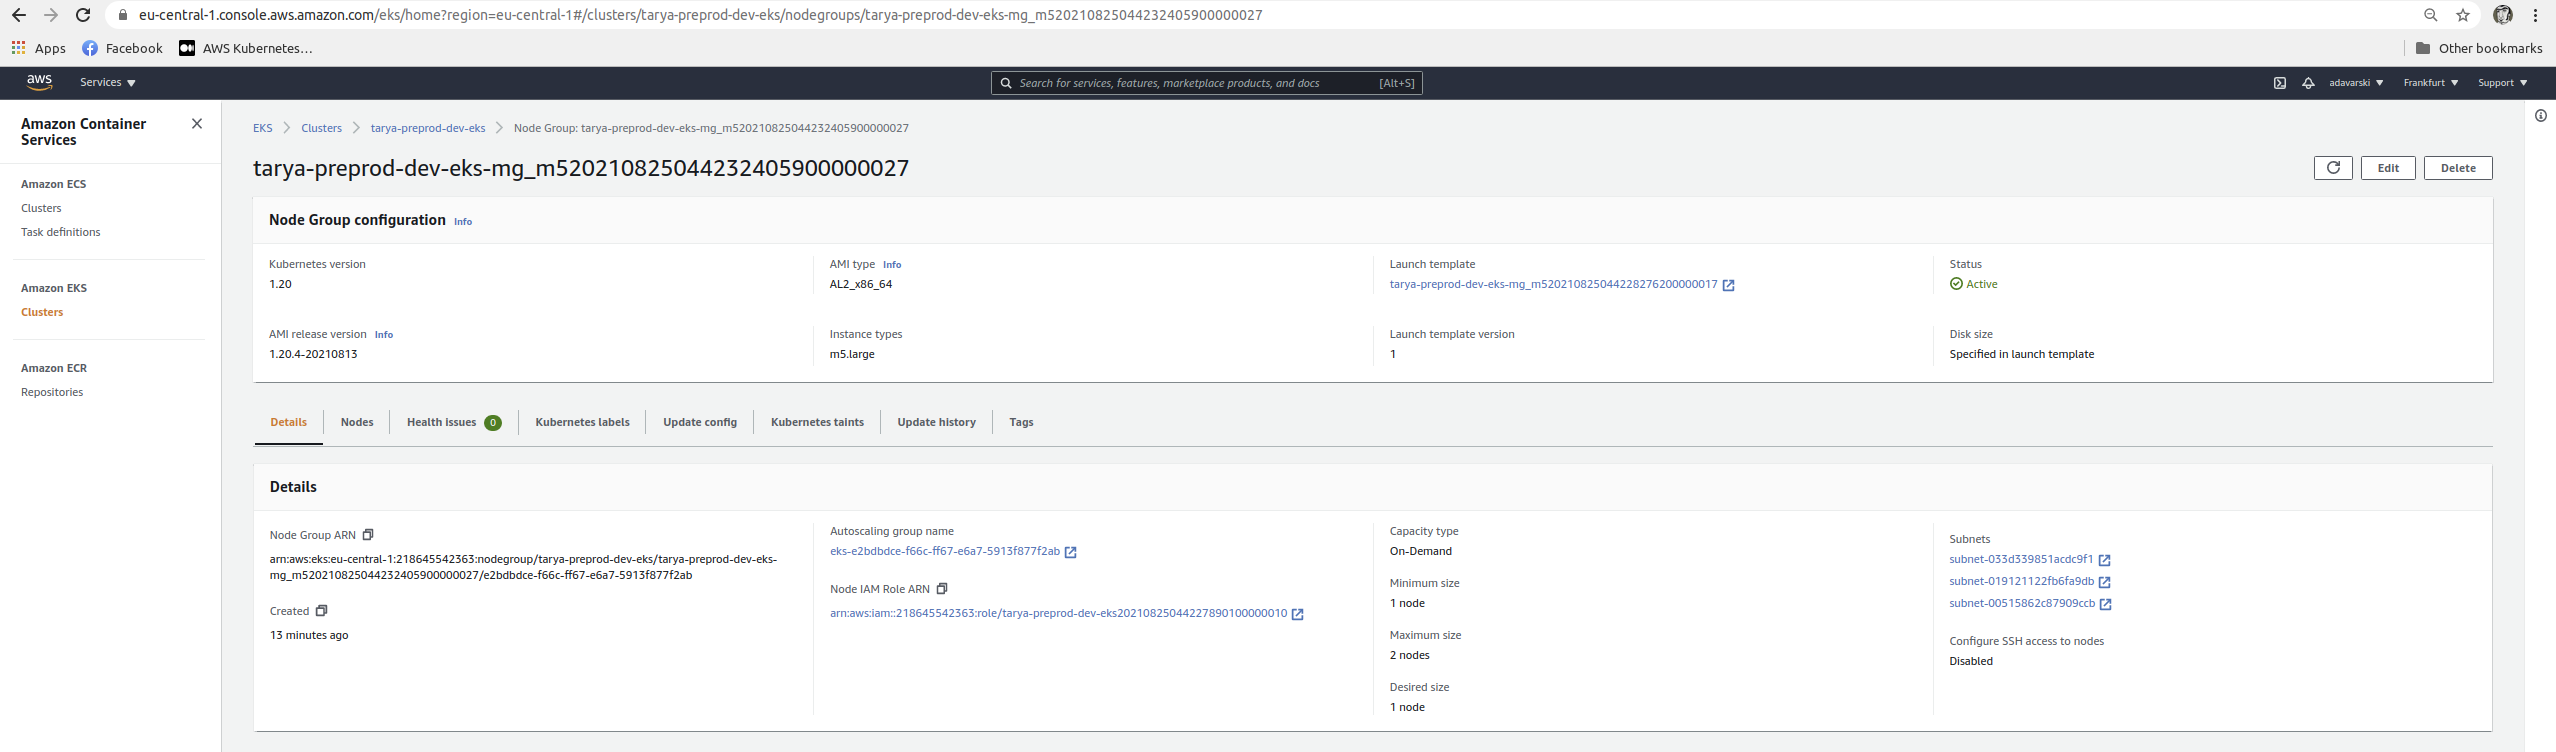 eu-central-1.console.aws.amazon.com/eks/home?region=eu-central-1#/clusters/tarya-preprod-dev-eks/nodegroups/tarya-preprod-dev-eks-mg_m520210825044232405900000027
Apps Facebook AWS Kubernetes… Other bookmarks
aws Services Search for services, features, marketplace products, and docs [Alt+S] adavarski Frankfurt Support
Amazon Container Services
Amazon ECS
Clusters
Task definitions
Amazon EKS
Clusters
Amazon ECR
Repositories
EKS Clusters tarya-preprod-dev-eks Node Group: tarya-preprod-dev-eks-mg_m520210825044232405900000027
tarya-preprod-dev-eks-mg_m520210825044232405900000027
Edit Delete
Node Group configuration Info
Kubernetes version
1.20
AMI type Info
AL2_x86_64
Launch template
tarya-preprod-dev-eks-mg_m520210825044228276200000017
Status
Active
AMI release version Info
1.20.4-20210813
Instance types
m5.large
Launch template version
1
Disk size
Specified in launch template
Details Nodes Health issues 0 Kubernetes labels Update config Kubernetes taints Update history Tags
Details
Node Group ARN
arn:aws:eks:eu-central-1:218645542363:nodegroup/tarya-preprod-dev-eks/tarya-preprod-dev-eks-
mg_m520210825044232405900000027/e2bdbdce-f66c-ff67-e6a7-5913f877f2ab
Created
13 minutes ago
Autoscaling group name
eks-e2bdbdce-f66c-ff67-e6a7-5913f877f2ab
Node IAM Role ARN
arn:aws:iam::218645542363:role/tarya-preprod-dev-eks20210825044227890100000010
Capacity type
On-Demand
Minimum size
1 node
Maximum size
2 nodes
Desired size
1 node
Subnets
subnet-033d339851acdc9f1
subnet-019121122fb6fa9db
subnet-00515862c87909ccb
Configure SSH access to nodes
Disabled